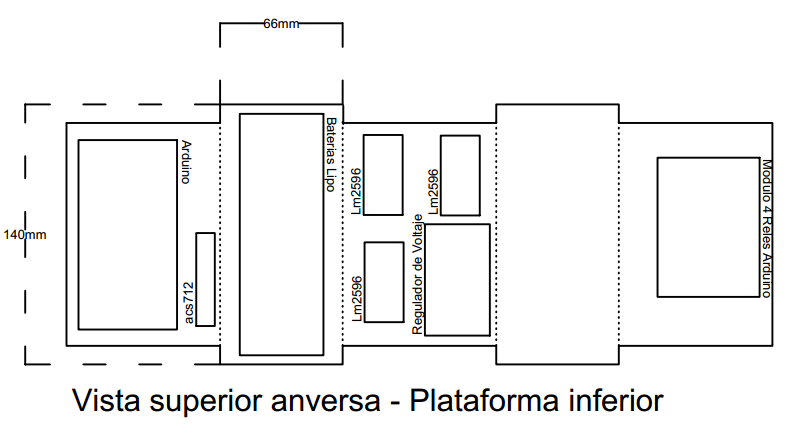 66mm
Arduino
Baterias Lipo
Lm2596
Lm2596
Modulo 4 Reles Arduino
140mm
acs712
Lm2596
Regulador de Voltaje
Vista superior anversa - Plataforma inferior